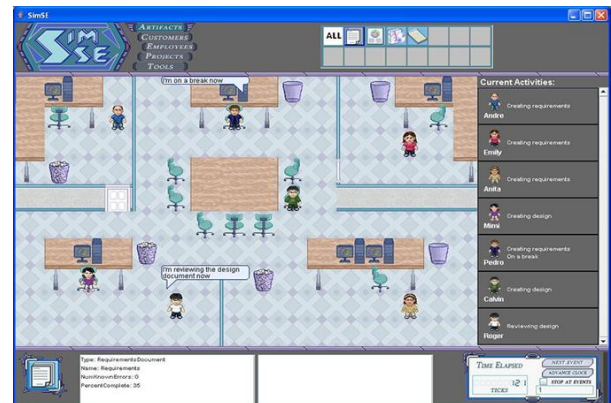 SimSE
SIM
SE
ARTIFACTS
CUSTOMERS
EMPLOYEES
PROJECTS
TOOLS
ALL
I'm on a break now
I'm reviewing the design
document now
Current Activities:
Creating requirements
Andre
Creating requirements
Emily
Creating requirements
Anita
Creating design
Mimi
Creating requirements
On a break
Pedro
Creating design
Calvin
Reviewing design
Roger
Type: RequirementsDocument
Name: Requirements
NumKnownErrors: 0
PercentComplete: 35
TIME ELAPSED
121
TICKS
NEXT EVENT
ADVANCE CLOCK
STOP AT EVENTS
1